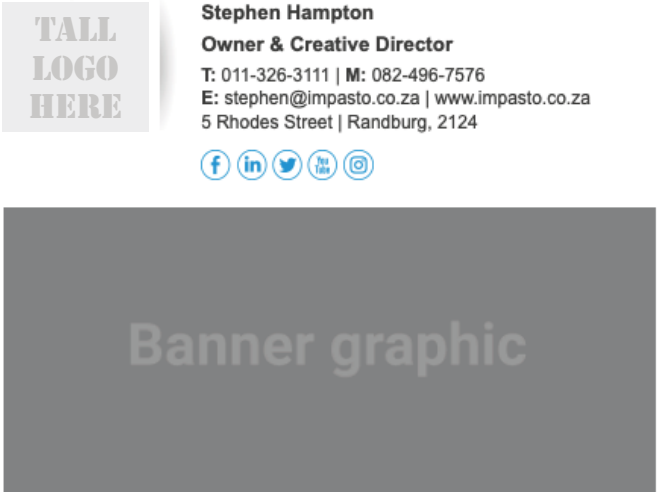 TALL
LOGO
HERE
Stephen Hampton
Owner & Creative Director
T: 011-326-3111 | M: 082-496-7576
E: stephen@impasto.co.za | www.impasto.co.za
5 Rhodes Street | Randburg, 2124
f in You Tube
Banner graphic